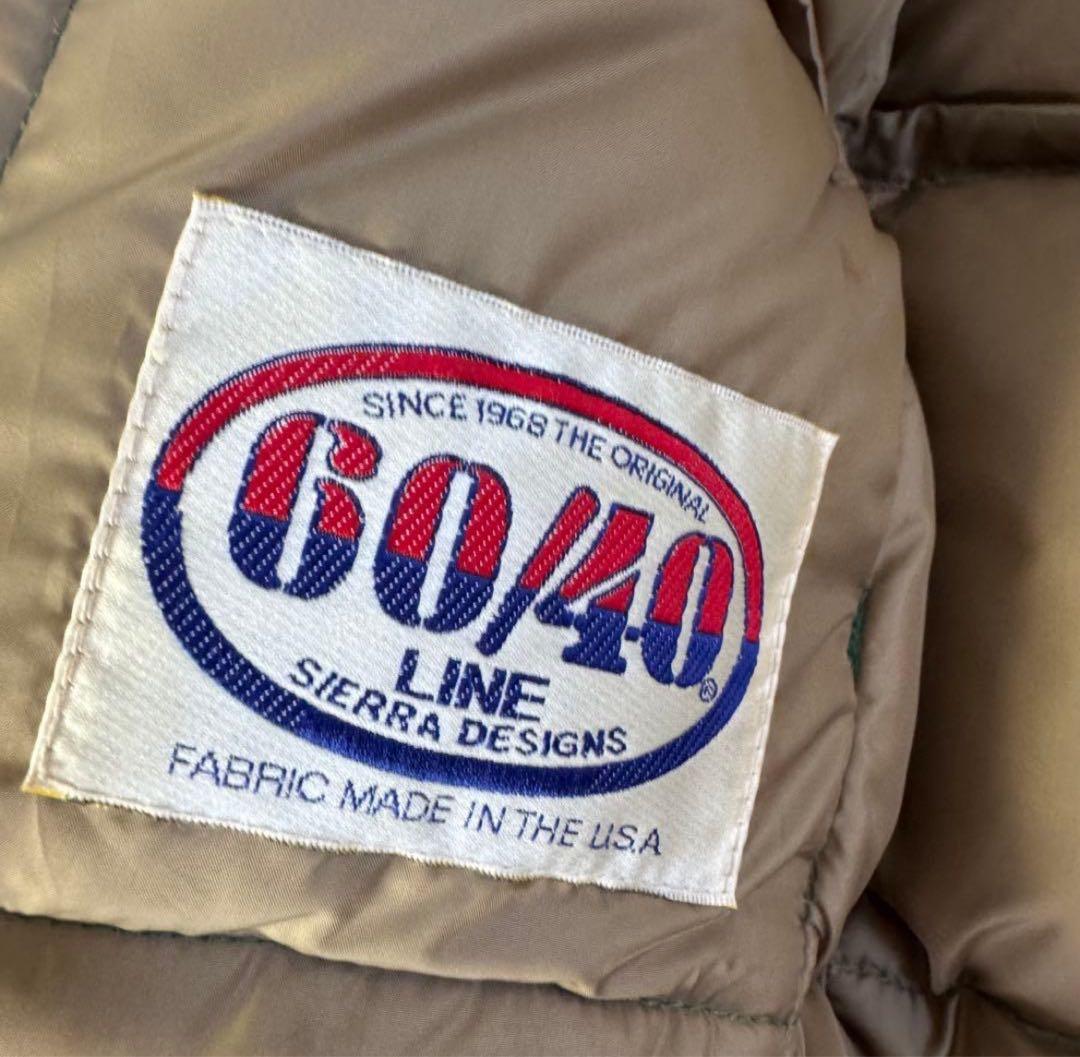 SINCE 1968 THE ORIGINAL
60/40®
LINE
SIERRA DESIGNS
FABRIC MADE IN THE U.S.A